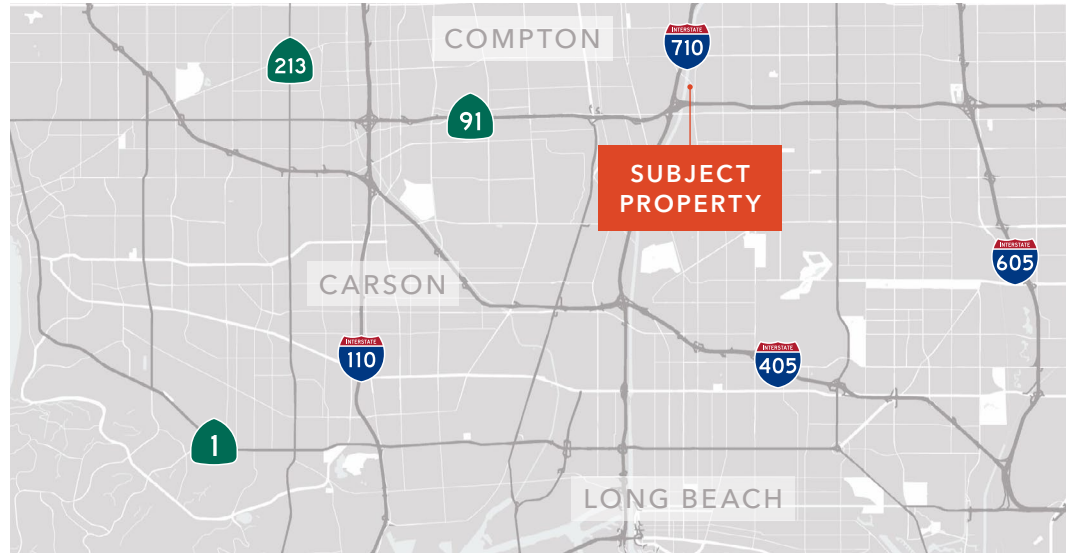 COMPTON
INTERSTATE
710
213
91
SUBJECT
PROPERTY
INTERSTATE
605
CARSON
INTERSTATE
110
INTERSTATE
405
1
LONG BEACH